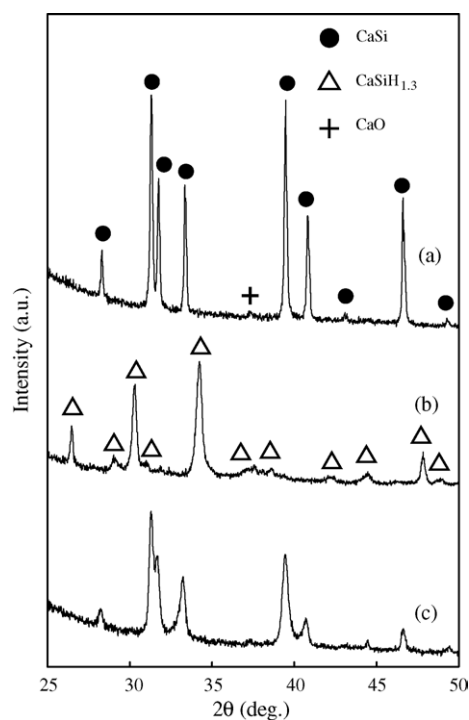 CaSi
CaSiH1.3
CaO
(a)
(b)
(c)
Intensity (a.u.)
25 30 35 40 45 50
2θ (deg.)